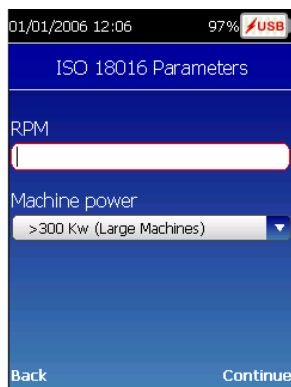 01/01/2006 12:06 97% USB
ISO 18016 Parameters
RPM
Machine power
>300 Kw (Large Machines)
Back Continue